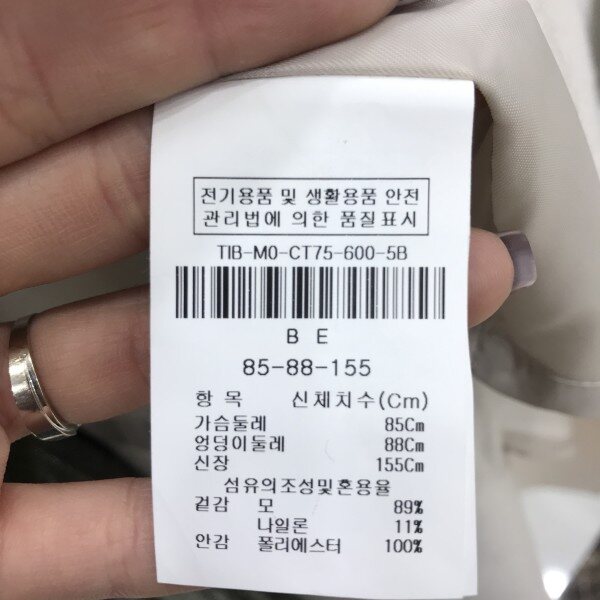 전기용품 및 생활용품 안전
관리법에 의한 품질표시
TIB-MO-CT75-600-5B
B E
85-88-155
항 목 신체치수(Cm)
가슴둘레 85Cm
엉덩이둘레 88Cm
신장 155Cm
섬유의조성및혼용율
겉감 모 89%
나일론 11%
안감 폴리에스터 100%